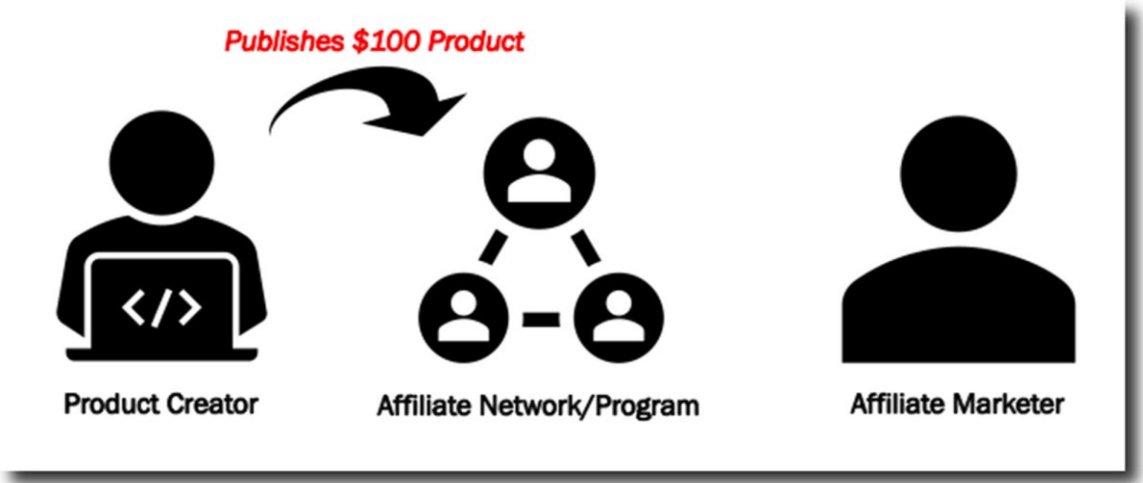 Publishes $100 Product
</>
Product Creator
Affiliate Network/Program
Affiliate Marketer